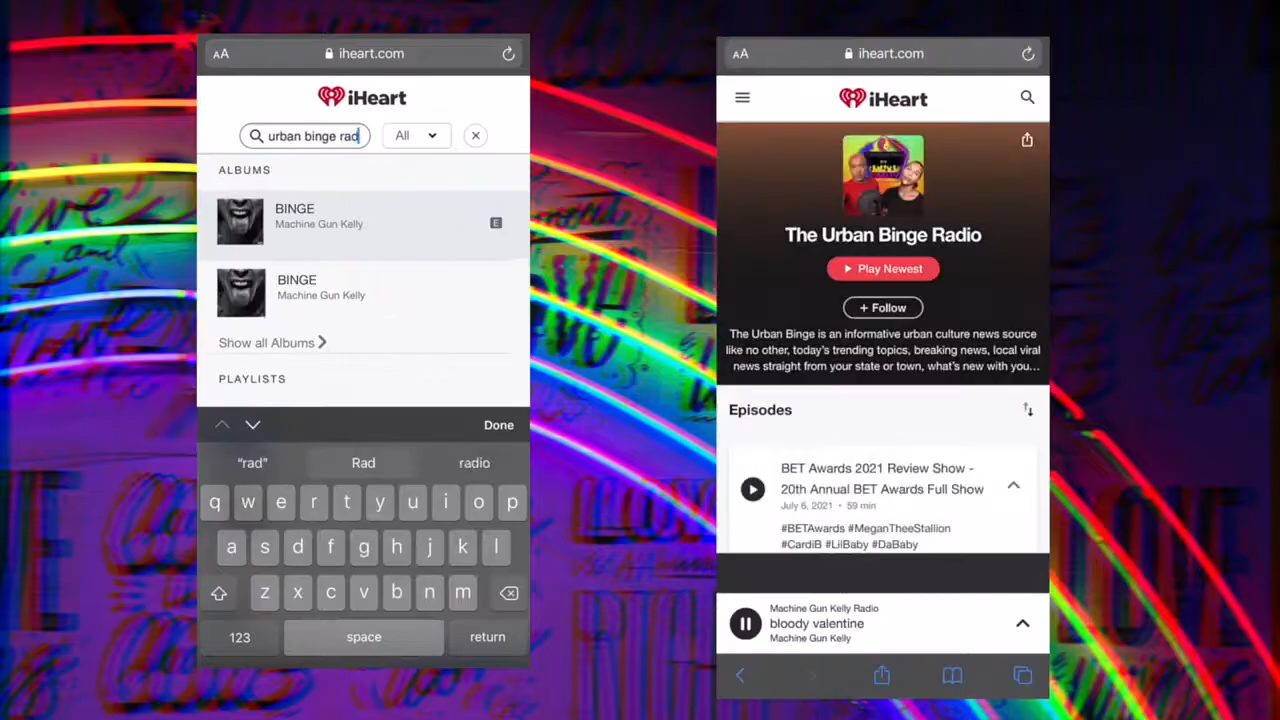 AA iheart.com
iHeart
urban binge rad All
ALBUMS
BINGE
Machine Gun Kelly
E
BINGE
Machine Gun Kelly
Show all Albums
PLAYLISTS
Done
“rad” Rad radio
q w e r t y u i o p
a s d f g h j k l
z x c v b n m
123 space return
AA iheart.com
iHeart
The Urban Binge Radio
Play Newest
+ Follow
The Urban Binge is an informative urban culture news source
like no other, today’s trending topics, breaking news, local viral
news straight from your state or town, what’s new with you...
Episodes
BET Awards 2021 Review Show -
20th Annual BET Awards Full Show
July 6, 2021 • 59 min
#BETAwards #MeganTheeStallion
#CardiB #LilBaby #DaBaby
Machine Gun Kelly Radio
bloody valentine
Machine Gun Kelly
and
LOVE